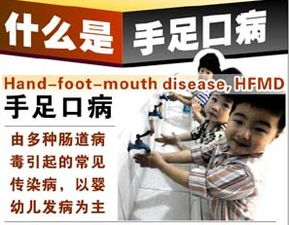 什么是 手足口病
Hand-foot-mouth disease, HFMD
手足口病
由多种肠道病
毒引起的常见
传染病，以婴
幼儿发病为主